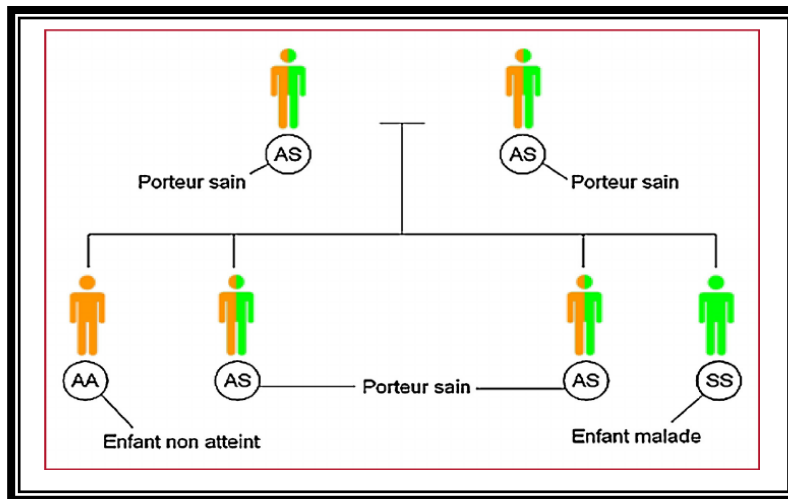 AS
AS
Porteur sain
Porteur sain
AA
AS
AS
SS
Porteur sain
Enfant non atteint
Enfant malade